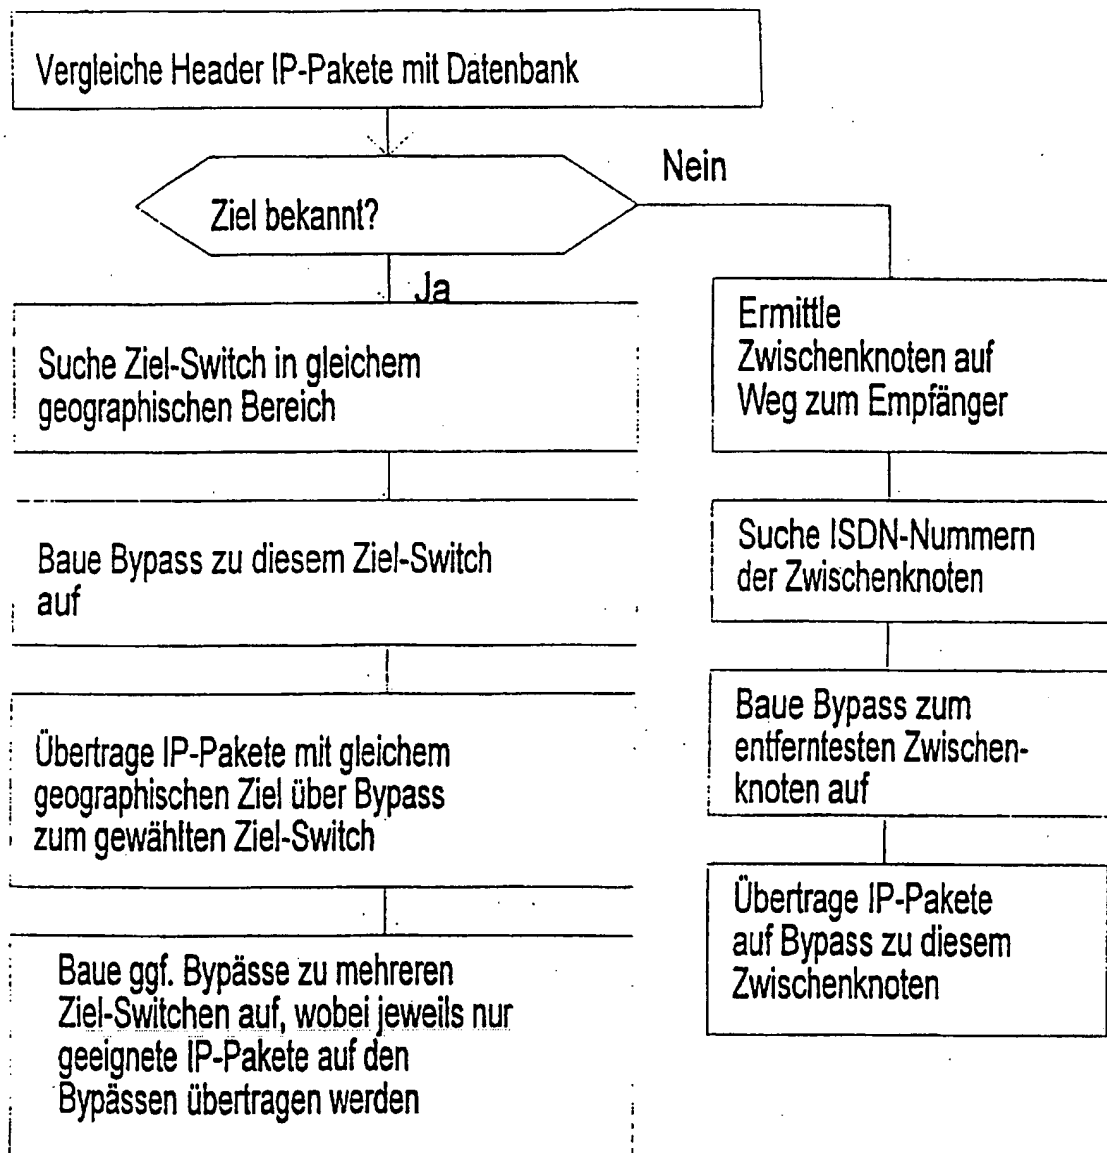 Vergleiche Header IP-Pakete mit Datenbank
Ziel bekannt?
Nein
Ja
Suche Ziel-Switch in gleichem
geographischen Bereich
Baue Bypass zu diesem Ziel-Switch
auf
Übertrage IP-Pakete mit gleichem
geographischen Ziel über Bypass
zum gewählten Ziel-Switch
Baue ggf. Bypässe zu mehreren
Ziel-Switchen auf, wobei jeweils nur
geeignete IP-Pakete auf den
Bypässen übertragen werden
Ermittle
Zwischenknoten auf
Weg zum Empfänger
Suche ISDN-Nummern
der Zwischenknoten
Baue Bypass zum
entferntesten Zwischen-
knoten auf
Übertrage IP-Pakete
auf Bypass zu diesem
Zwischenknoten